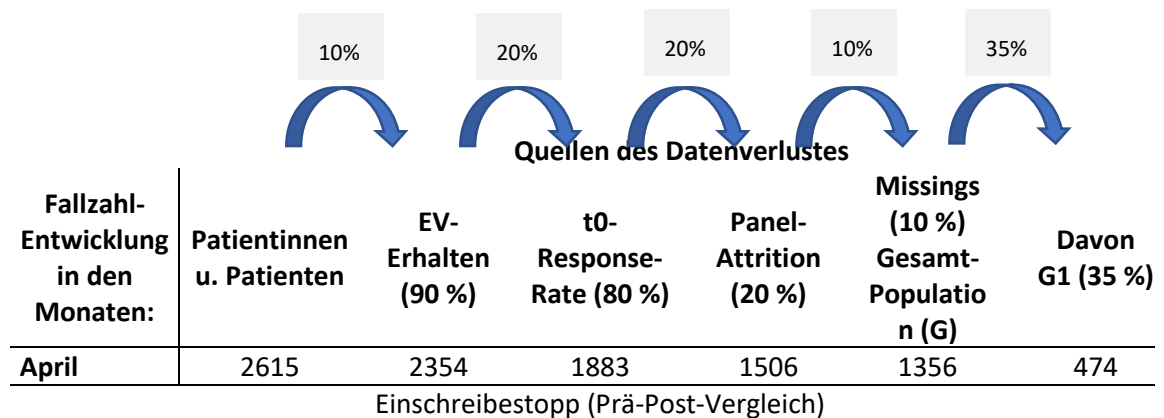 10%
20%
20%
10%
35%
Quellen des Datenverlustes
Fallzahl-
Entwicklung
in den
Monaten:
Patientinnen
u. Patienten
EV-
Erhalten
(90 %)
t0-
Response-
Rate (80 %)
Panel-
Attrition
(20 %)
Missings
(10 %)
Gesamt-
Populatio
n (G)
Davon
G1 (35 %)
April 2615 2354 1883 1506 1356 474
Einschreibestopp (Prä-Post-Vergleich)